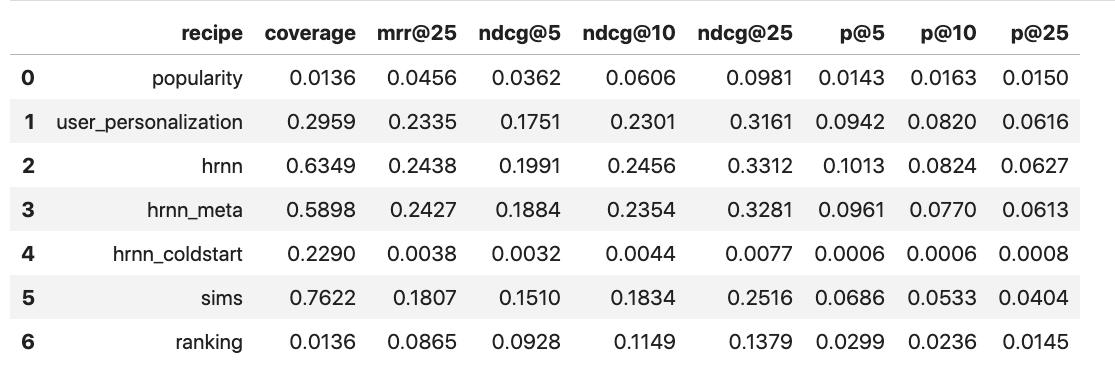 recipe coverage mrr@25 ndcg@5 ndcg@10 ndcg@25 p@5 p@10 p@25
0 popularity 0.0136 0.0456 0.0362 0.0606 0.0981 0.0143 0.0163 0.0150
1 user_personalization 0.2959 0.2335 0.1751 0.2301 0.3161 0.0942 0.0820 0.0616
2 hrnn 0.6349 0.2438 0.1991 0.2456 0.3312 0.1013 0.0824 0.0627
3 hrnn_meta 0.5898 0.2427 0.1884 0.2354 0.3281 0.0961 0.0770 0.0613
4 hrnn_coldstart 0.2290 0.0038 0.0032 0.0044 0.0077 0.0006 0.0006 0.0008
5 sims 0.7622 0.1807 0.1510 0.1834 0.2516 0.0686 0.0533 0.0404
6 ranking 0.0136 0.0865 0.0928 0.1149 0.1379 0.0299 0.0236 0.0145